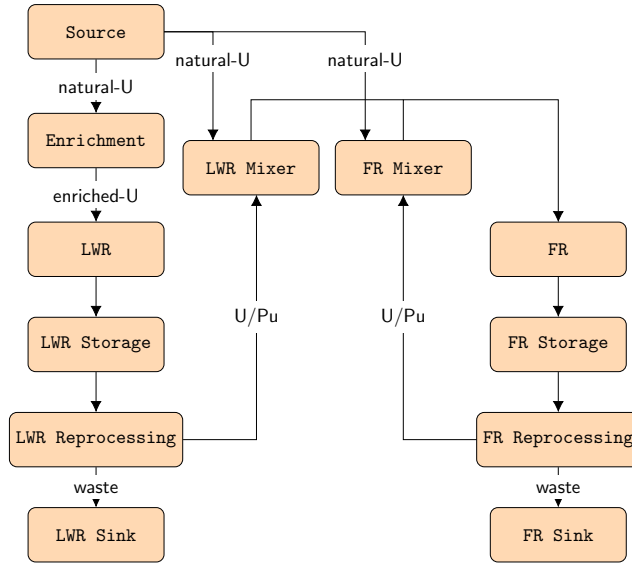 Source
natural-U
natural-U
natural-U
Enrichment
LWR Mixer
FR Mixer
enriched-U
LWR
FR
U/Pu
U/Pu
LWR Storage
FR Storage
LWR Reprocessing
FR Reprocessing
waste
waste
LWR Sink
FR Sink